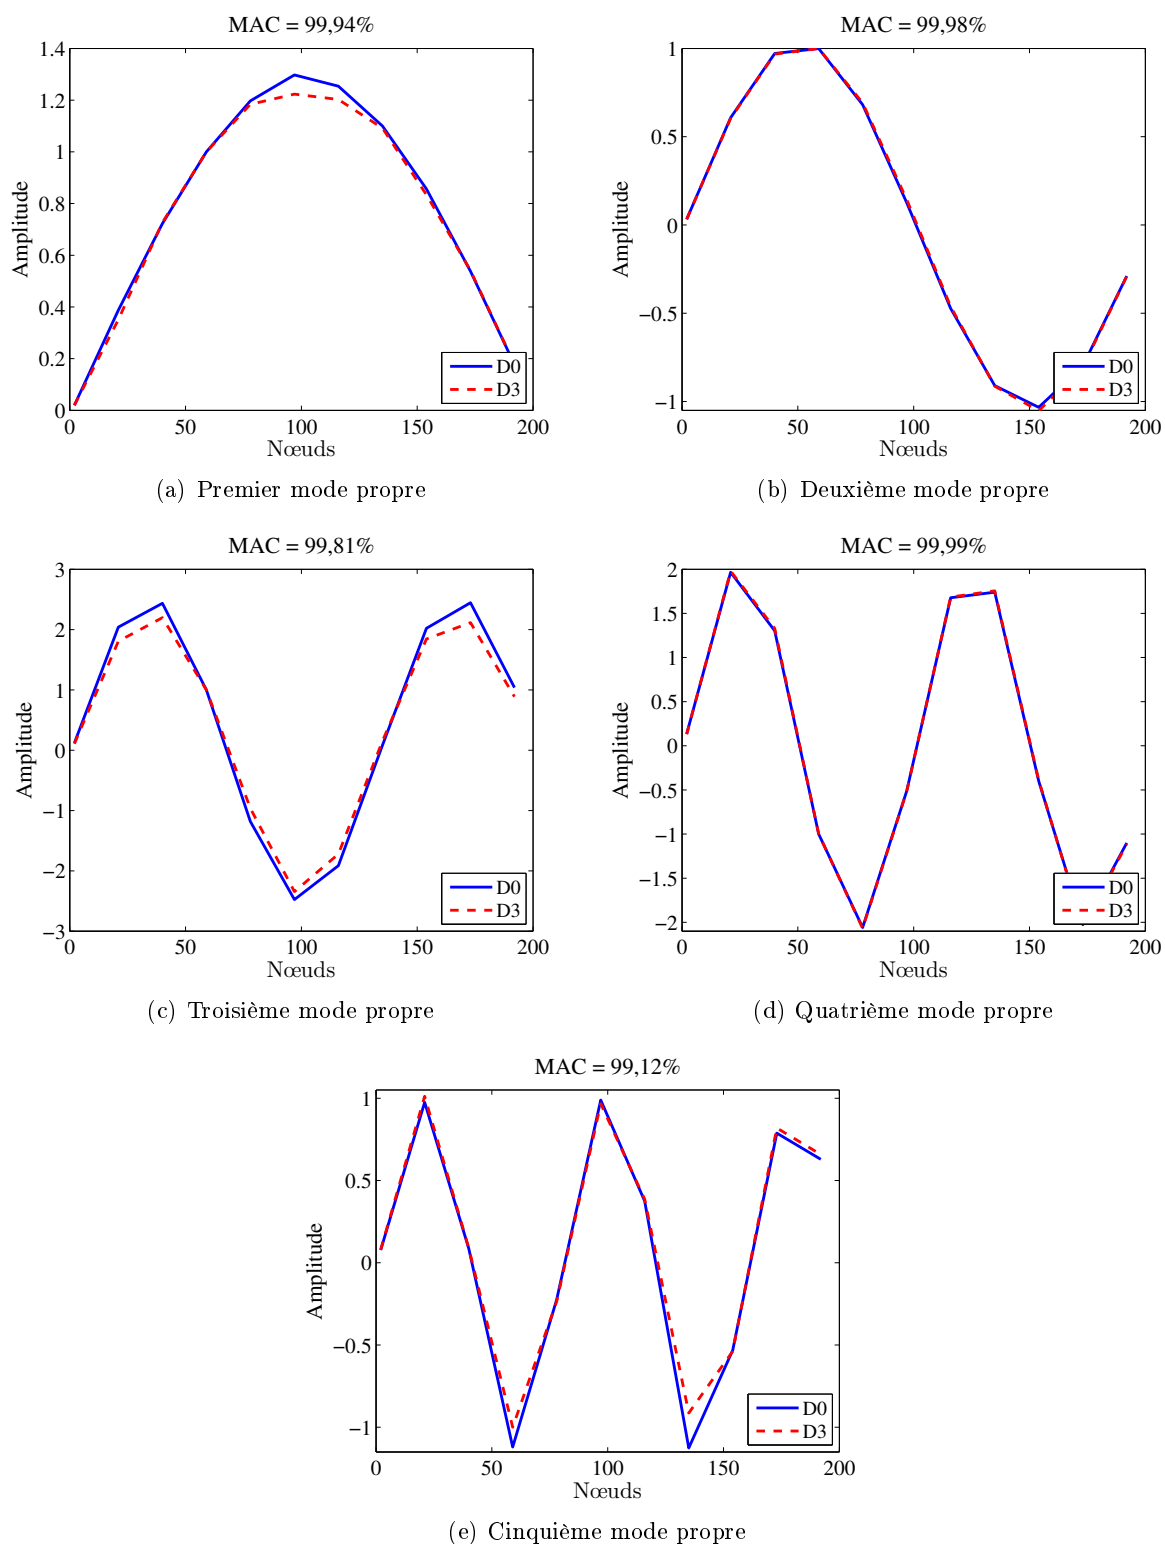 MAC = 99,94%
1.4
1.2
1
0.8
0.6
0.4
0.2
0
Amplitude
D0
D3
0 50 100 150 200
Nœuds
(a) Premier mode propre
MAC = 99,98%
1
0.5
0
−0.5
−1
Amplitude
D0
D3
0 50 100 150 200
Nœuds
(b) Deuxième mode propre
MAC = 99,81%
3
2
1
0
−1
−2
−3
Amplitude
D0
D3
0 50 100 150 200
Nœuds
(c) Troisième mode propre
MAC = 99,99%
2
1.5
1
0.5
0
−0.5
−1
−1.5
−2
Amplitude
D0
D3
0 50 100 150 200
Nœuds
(d) Quatrième mode propre
MAC = 99,12%
1
0.5
0
−0.5
−1
Amplitude
D0
D3
0 50 100 150 200
Nœuds
(e) Cinquième mode propre